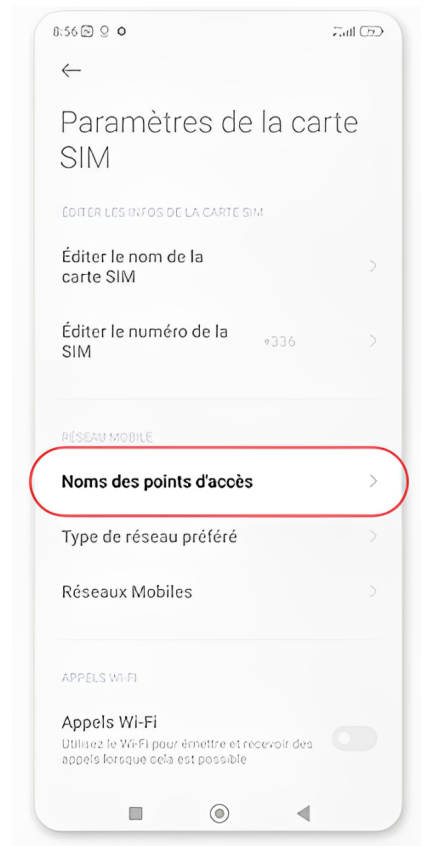 8:56
Paramètres de la carte
SIM
ÉDITER LES INFOS DE LA CARTE SIM
Éditer le nom de la
carte SIM
Éditer le numéro de la
SIM
+336
RÉSEAU MOBILE
Noms des points d'accès
Type de réseau préféré
Réseaux Mobiles
APPELS WI-FI
Appels Wi-Fi
Utilisez le Wi-Fi pour émettre et recevoir des
appels lorsque cela est possible